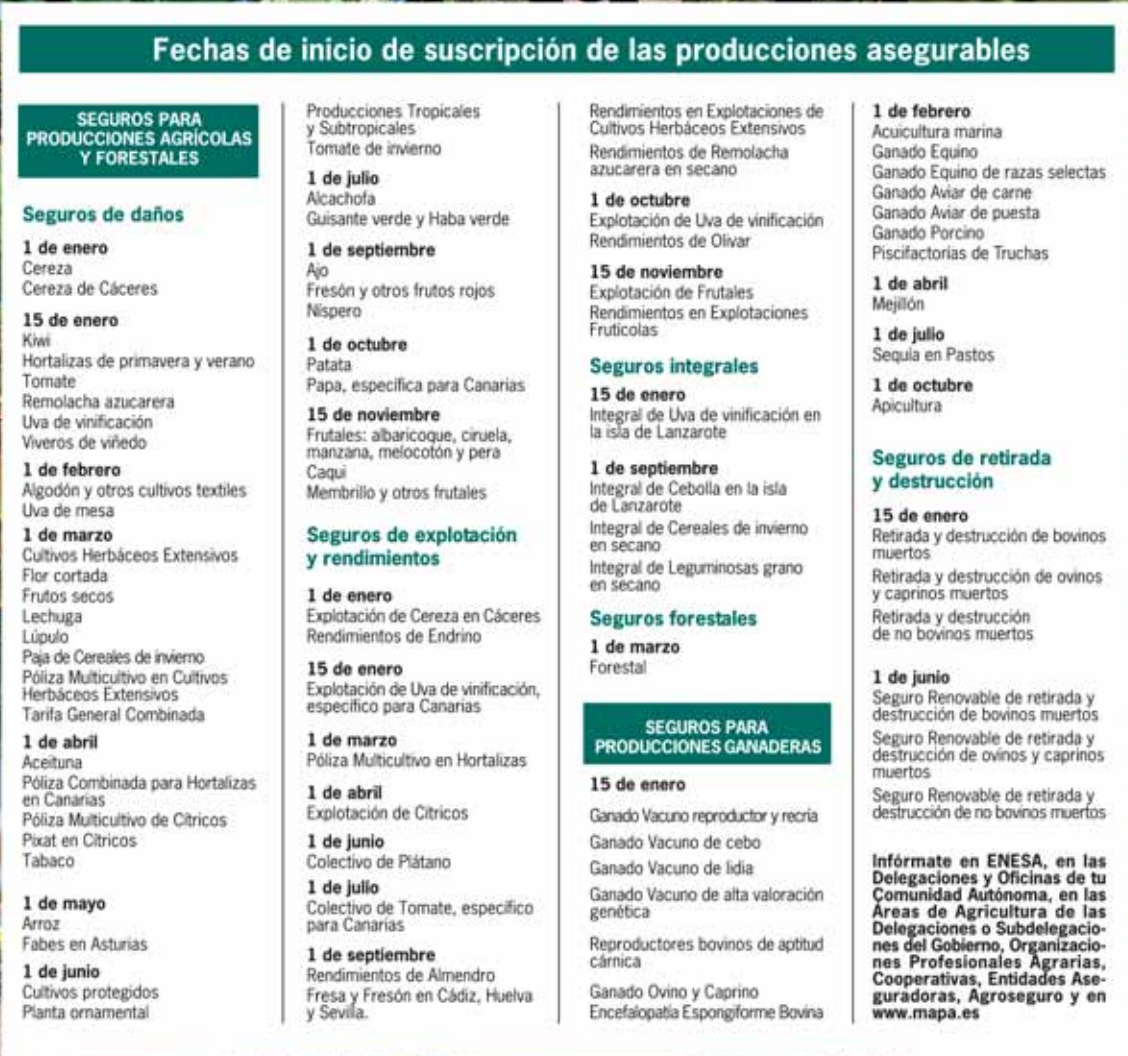 Fechas de inicio de suscripción de las producciones asegurables
SEGUROS PARA
PRODUCCIONES AGRÍCOLAS
Y FORESTALES
Seguros de daños
1 de enero
Cereza
Cereza de Cáceres
15 de enero
Kiwi
Hortalizas de primavera y verano
Tomate
Remolacha azucarera
Uva de vinificación
Viveros de viñedo
1 de febrero
Algodón y otros cultivos textiles
Uva de mesa
1 de marzo
Cultivos Herbáceos Extensivos
Flor cortada
Frutos secos
Lechuga
Lúpulo
Paja de Cereales de invierno
Póliza Multicultivo en Cultivos
Herbáceos Extensivos
Tarifa General Combinada
1 de abril
Aceituna
Póliza Combinada para Hortalizas
en Canarias
Póliza Multicultivo de Cítricos
Pixat en Cítricos
Tabaco
1 de mayo
Arroz
Fabes en Asturias
1 de junio
Cultivos protegidos
Planta ornamental
Producciones Tropicales
y Subtropicales
Tomate de invierno
1 de julio
Alcachofa
Guisante verde y Haba verde
1 de septiembre
Ajo
Fresón y otros frutos rojos
Níspero
1 de octubre
Patata
Papa, específica para Canarias
15 de noviembre
Frutales: albaricoque, ciruela,
manzana, melocotón y pera
Caqui
Membrillo y otros frutales
Seguros de explotación
y rendimientos
1 de enero
Explotación de Cereza en Cáceres
Rendimientos de Endrino
15 de enero
Explotación de Uva de vinificación,
específico para Canarias
1 de marzo
Póliza Multicultivo en Hortalizas
1 de abril
Explotación de Cítricos
1 de junio
Colectivo de Plátano
1 de julio
Colectivo de Tomate, específico
para Canarias
1 de septiembre
Rendimientos de Almendro
Fresa y Fresón en Cádiz, Huelva
y Sevilla.
Rendimientos en Explotaciones de
Cultivos Herbáceos Extensivos
Rendimientos de Remolacha
azucarera en secano
1 de octubre
Explotación de Uva de vinificación
Rendimientos de Olivar
15 de noviembre
Explotación de Frutales
Rendimientos en Explotaciones
Frutícolas
Seguros integrales
15 de enero
Integral de Uva de vinificación en
la isla de Lanzarote
1 de septiembre
Integral de Cebolla en la isla
de Lanzarote
Integral de Cereales de invierno
en secano
Integral de Leguminosas grano
en secano
Seguros forestales
1 de marzo
Forestal
SEGUROS PARA
PRODUCCIONES GANADERAS
15 de enero
Ganado Vacuno reproductor y recría
Ganado Vacuno de cebo
Ganado Vacuno de lidia
Ganado Vacuno de alta valoración
genética
Reproductores bovinos de aptitud
cárnica
Ganado Ovino y Caprino
Encefalopatía Espongiforme Bovina
1 de febrero
Acuicultura marina
Ganado Equino
Ganado Equino de razas selectas
Ganado Aviar de carne
Ganado Aviar de puesta
Ganado Porcino
Piscifactorías de Truchas
1 de abril
Mejillón
1 de julio
Sequía en Pastos
1 de octubre
Apicultura
Seguros de retirada
y destrucción
15 de enero
Retirada y destrucción de bovinos
muertos
Retirada y destrucción de ovinos
y caprinos muertos
Retirada y destrucción
de no bovinos muertos
1 de junio
Seguro Renovable de retirada y
destrucción de bovinos muertos
Seguro Renovable de retirada y
destrucción de ovinos y caprinos
muertos
Seguro Renovable de retirada y
destrucción de no bovinos muertos
Infórmate en ENESA, en las
Delegaciones y Oficinas de tu
Comunidad Autónoma, en las
Áreas de Agricultura de las
Delegaciones o Subdelegacio-
nes del Gobierno, Organizacio-
nes Profesionales Agrarias,
Cooperativas, Entidades Ase-
guradoras, Agroseguro y en
www.mapa.es